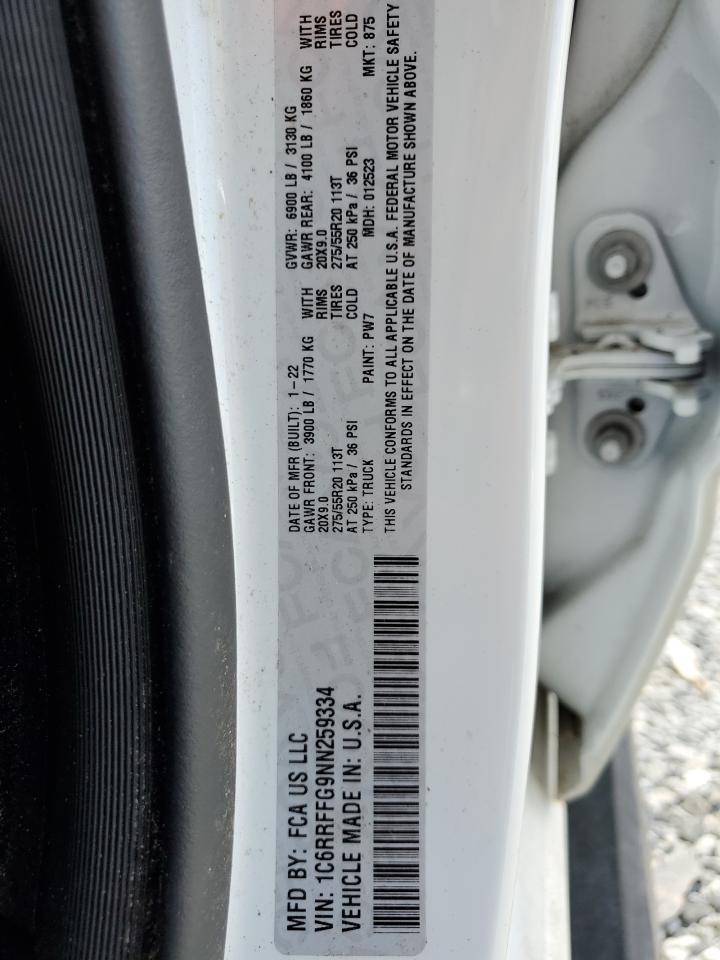 MFD BY: FCA US LLC
VIN: 1C6RRFFG9NN259334
VEHICLE MADE IN: U.S.A.
DATE OF MFR (BUILT): 1-22 GVWR: 6900 LB / 3130 KG
GAWR FRONT: 3900 LB / 1770 KG WITH GAWR REAR: 4100 LB / 1860 KG WITH
20X9.0 RIMS 20X9.0 RIMS
275/55R20 113T TIRES 275/55R20 113T TIRES
AT 250 kPa / 36 PSI COLD AT 250 kPa / 36 PSI COLD
TYPE: TRUCK PAINT: PW7 MDH: 012523 MKT: 875
THIS VEHICLE CONFORMS TO ALL APPLICABLE U.S.A. FEDERAL MOTOR VEHICLE SAFETY
STANDARDS IN EFFECT ON THE DATE OF MANUFACTURE SHOWN ABOVE.